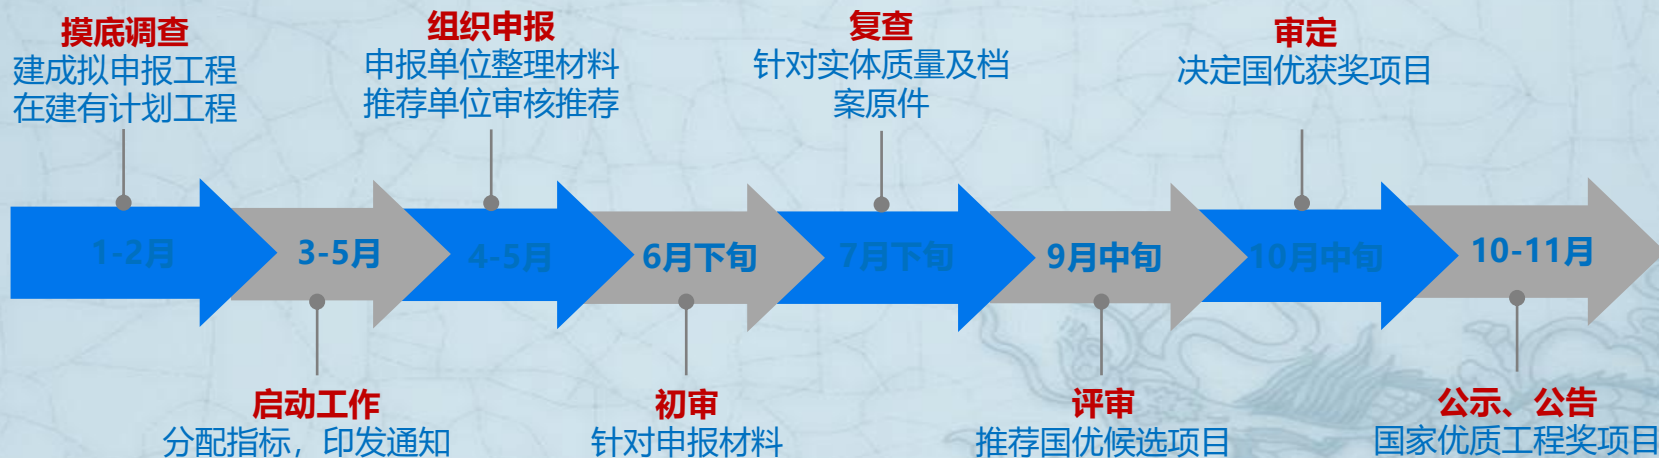 摸底调查
建成拟申报工程
在建有计划工程
组织申报
申报单位整理材料
推荐单位审核推荐
复查
针对实体质量及档
案原件
审定
决定国优获奖项目
1-2月
3-5月
4-5月
6月下旬
7月下旬
9月中旬
10月中旬
10-11月
启动工作
分配指标，印发通知
初审
针对申报材料
评审
推荐国优候选项目
公示、公告
国家优质工程奖项目